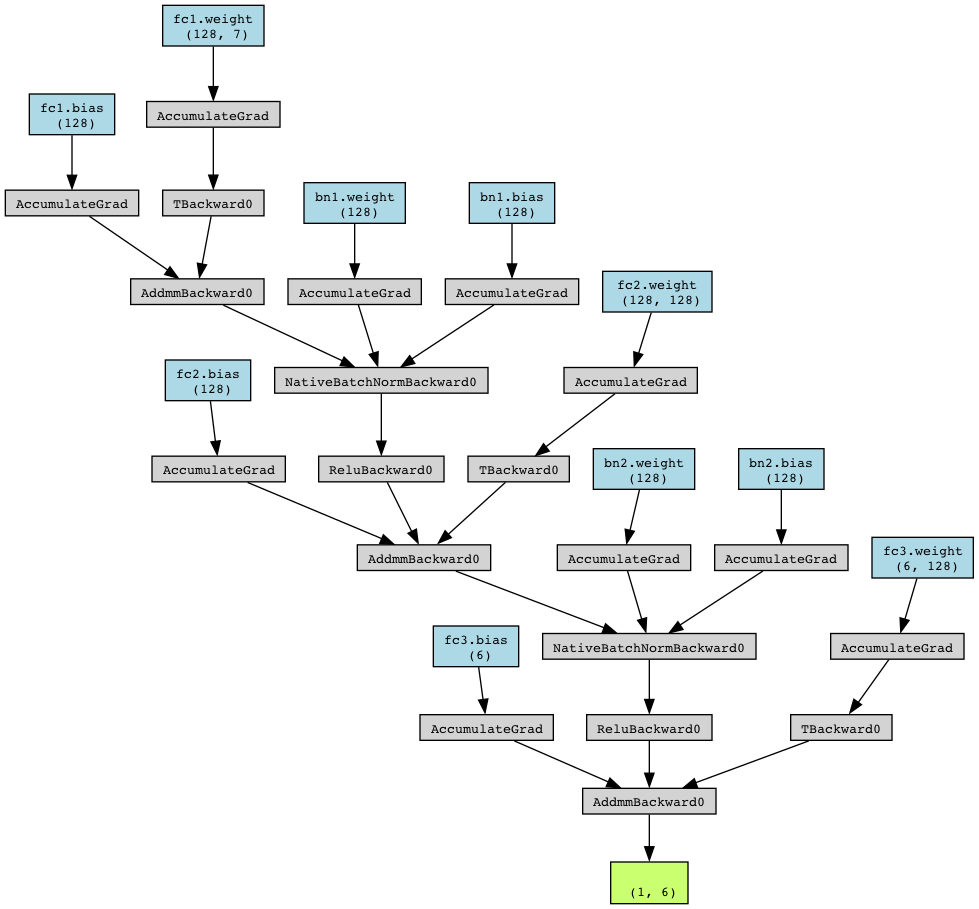 fc1.weight
(128, 7)
fc1.bias
(128)
AccumulateGrad
AccumulateGrad
TBackward0
bn1.weight
(128)
bn1.bias
(128)
AddmmBackward0
AccumulateGrad
AccumulateGrad
fc2.weight
(128, 128)
fc2.bias
(128)
NativeBatchNormBackward0
AccumulateGrad
AccumulateGrad
ReluBackward0
TBackward0
bn2.weight
(128)
bn2.bias
(128)
AddmmBackward0
AccumulateGrad
AccumulateGrad
fc3.weight
(6, 128)
fc3.bias
(6)
NativeBatchNormBackward0
AccumulateGrad
AccumulateGrad
ReluBackward0
TBackward0
AddmmBackward0
(1, 6)